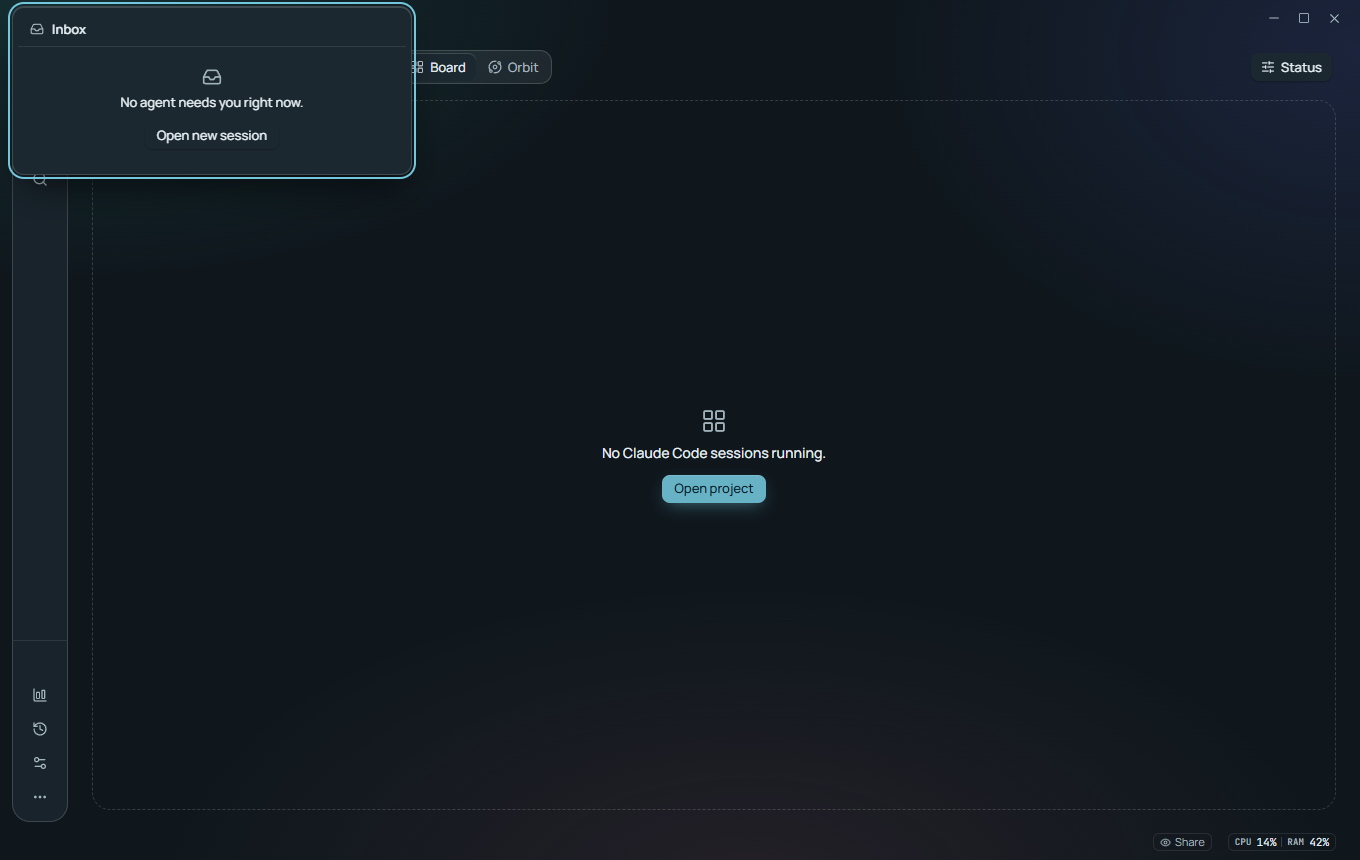 Inbox
No agent needs you right now.
Open new session
Board
Orbit
Status
No Claude Code sessions running.
Open project
Share
CPU 14% RAM 42%